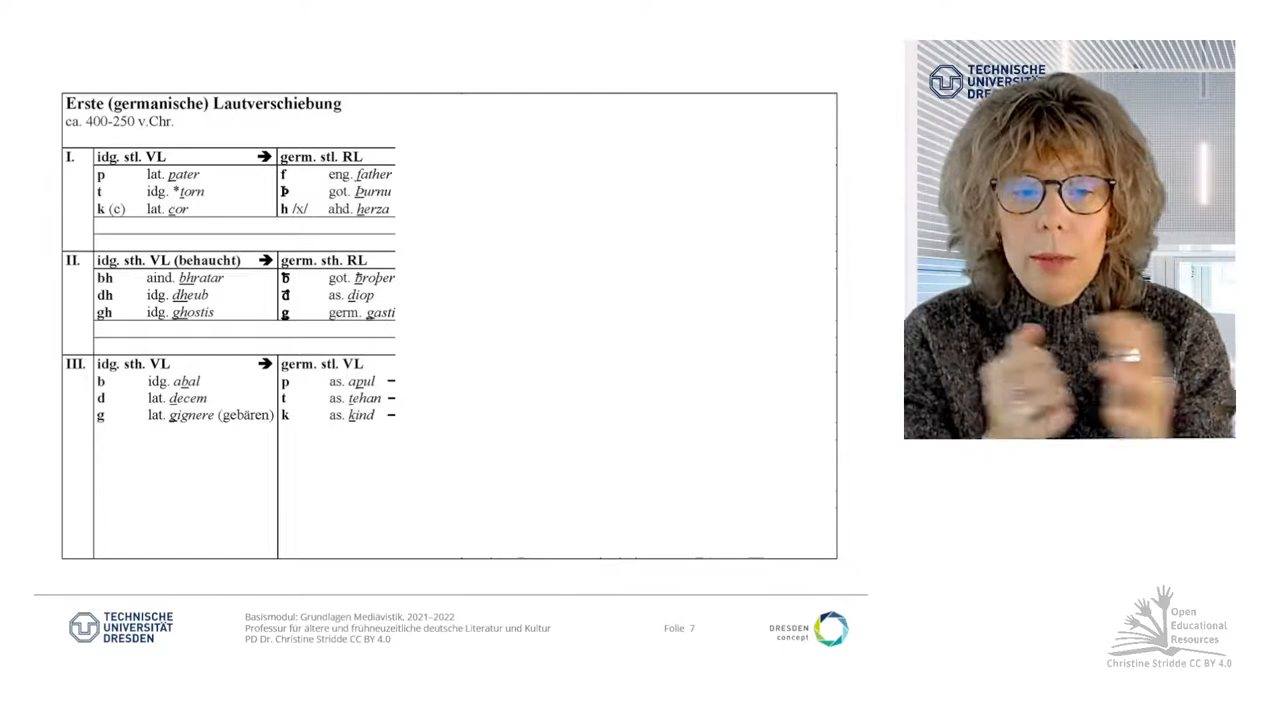 Erste (germanische) Lautverschiebung
ca. 400-250 v.Chr.
I. idg. stl. VL ➔ germ. stl. RL
p lat. pater f eng. father
t idg. *torn Þ got. Þurnu
k (c) lat. cor h /x/ ahd. herza
II. idg. sth. VL (behaucht) ➔ germ. sth. RL
bh aind. bhratar ƀ got. ƀroþer
dh idg. dheub đ as. diop
gh idg. ghostis g germ. gasti
III. idg. sth. VL ➔ germ. stl. VL
b idg. abal p as. apul –
d lat. decem t as. tehan –
g lat. gignere (gebären) k as. kind –
TECHNISCHE
UNIVERSITÄT
DRESDEN
Basismodul: Grundlagen Mediävistik, 2021–2022
Professur für ältere und frühneuzeitliche deutsche Literatur und Kultur
PD Dr. Christine Stridde CC BY 4.0
Folie 7
DRESDEN
concept
TECHNISCHE
UNIVERSITÄT
Open
Educational
Resources
Christine Stridde CC BY 4.0